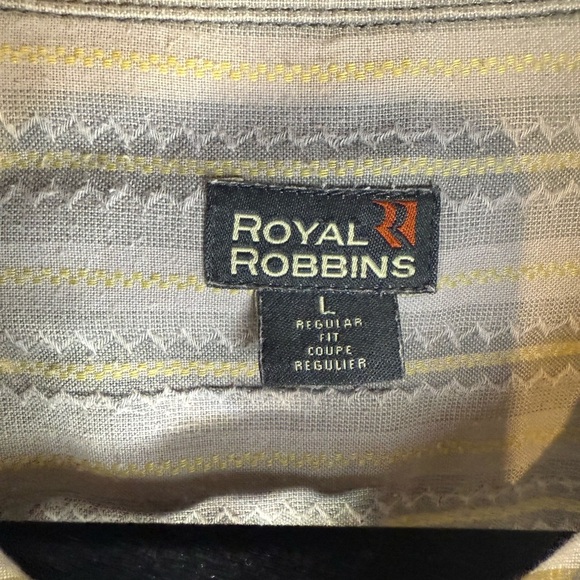 ROYAL
ROBBINS
L
REGULAR
FIT
COUPE
REGULIER